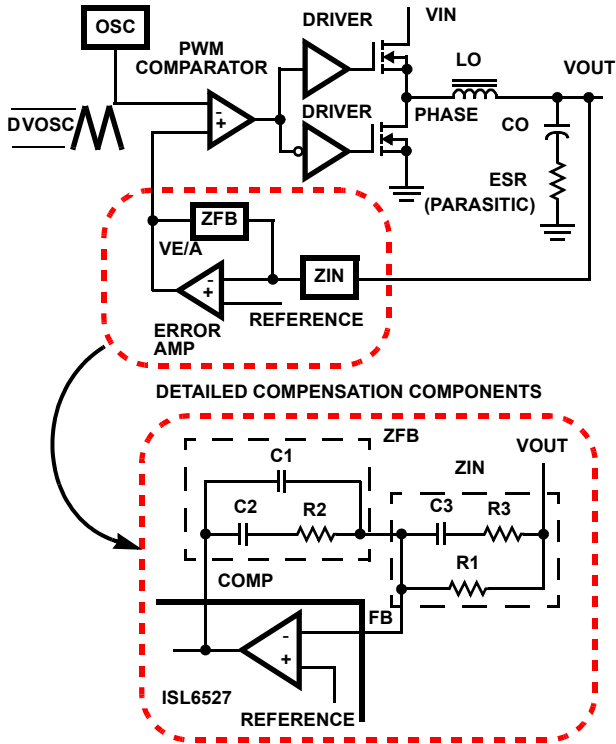 OSC
DRIVER
VIN
PWM
COMPARATOR
LO
VOUT
DVOSC
-
+
DRIVER
PHASE
CO
ESR
(PARASITIC)
ZFB
VE/A
-
+
ZIN
REFERENCE
ERROR
AMP
DETAILED COMPENSATION COMPONENTS
ZFB
VOUT
C1
ZIN
C2
R2
C3
R3
COMP
R1
FB
-
+
ISL6527
REFERENCE